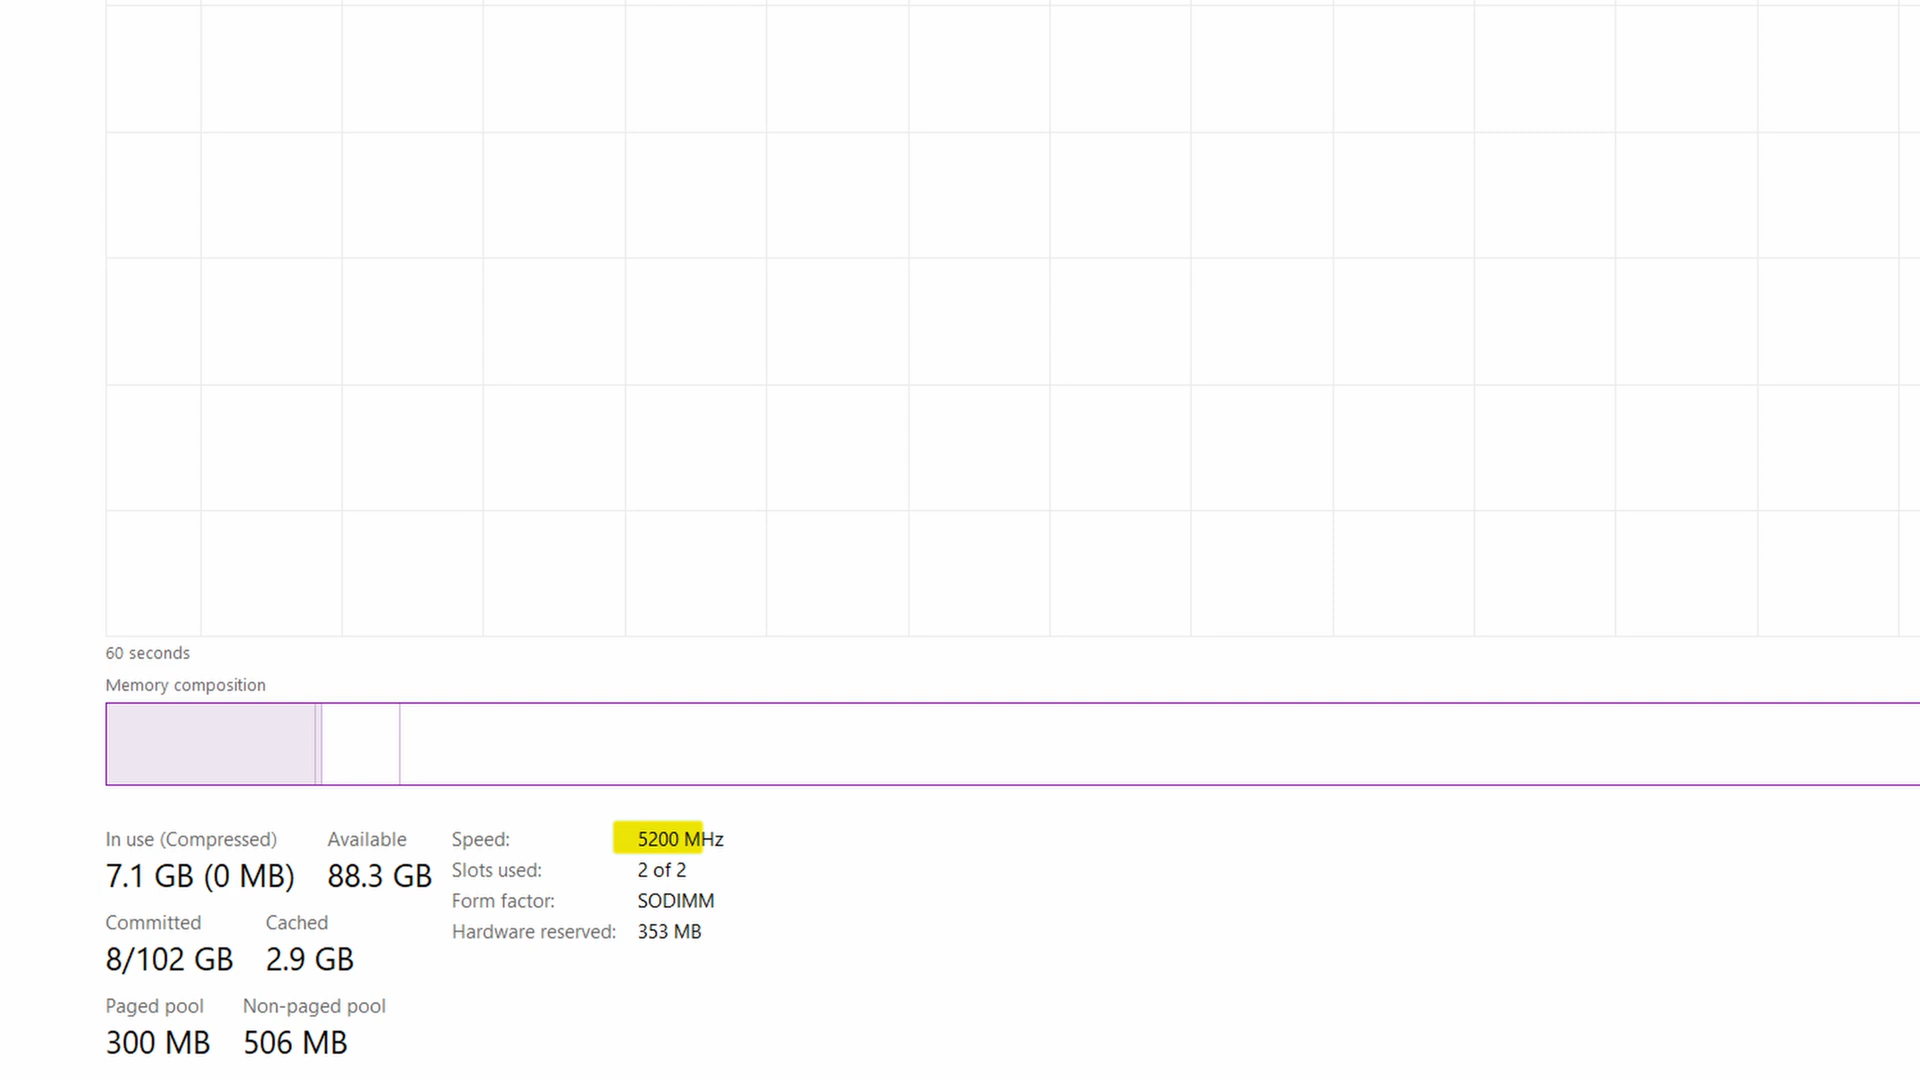 60 seconds
Memory composition
In use (Compressed) Available
7.1 GB (0 MB) 88.3 GB
Committed Cached
8/102 GB 2.9 GB
Paged pool Non-paged pool
300 MB 506 MB
Speed: 5200 MHz
Slots used: 2 of 2
Form factor: SODIMM
Hardware reserved: 353 MB